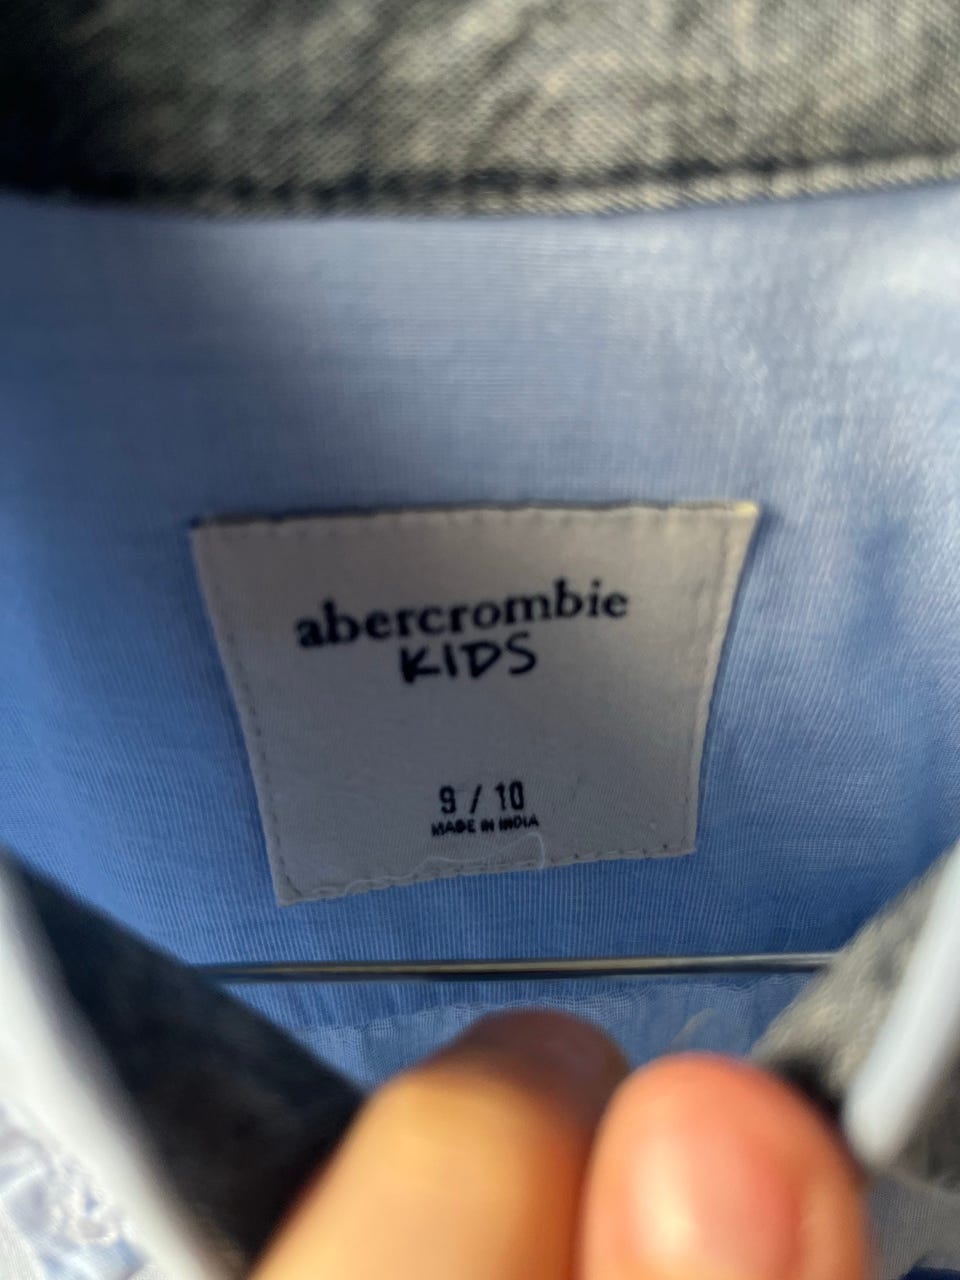 abercrombie
KIDS
9 / 10
MADE IN INDIA